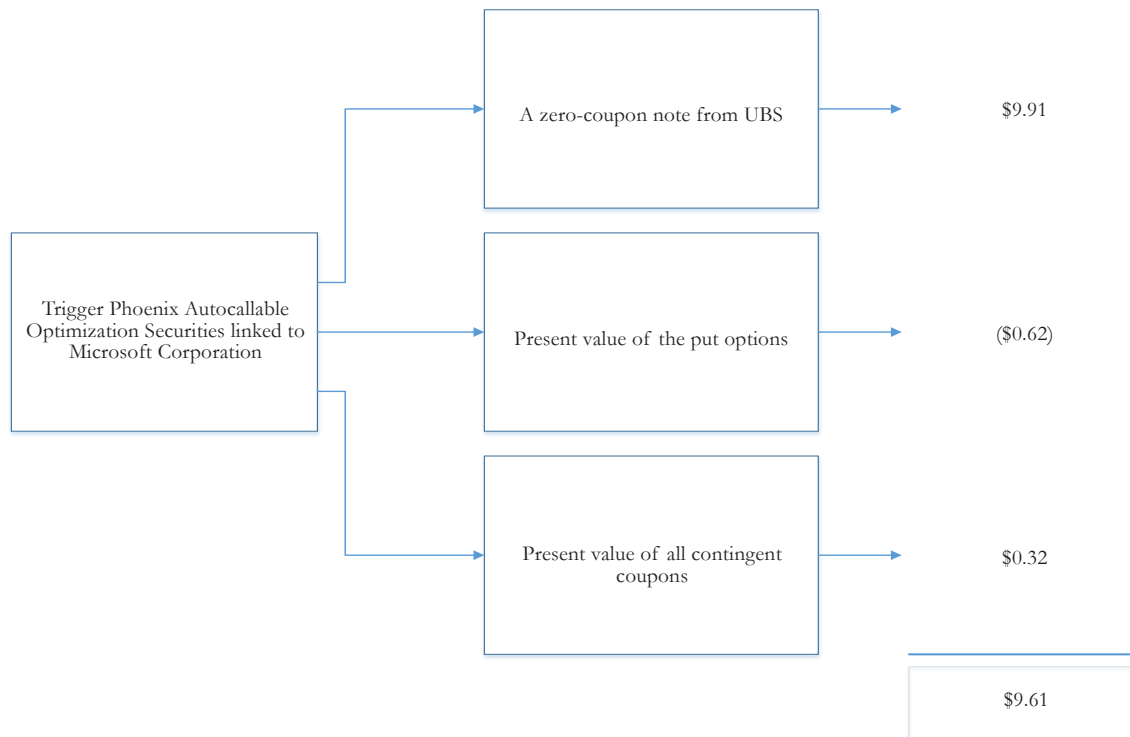 A zero-coupon note from UBS
$9.91
Trigger Phoenix Autocallable
Optimization Securities linked to
Microsoft Corporation
Present value of the put options
($0.62)
Present value of all contingent
coupons
$0.32
$9.61